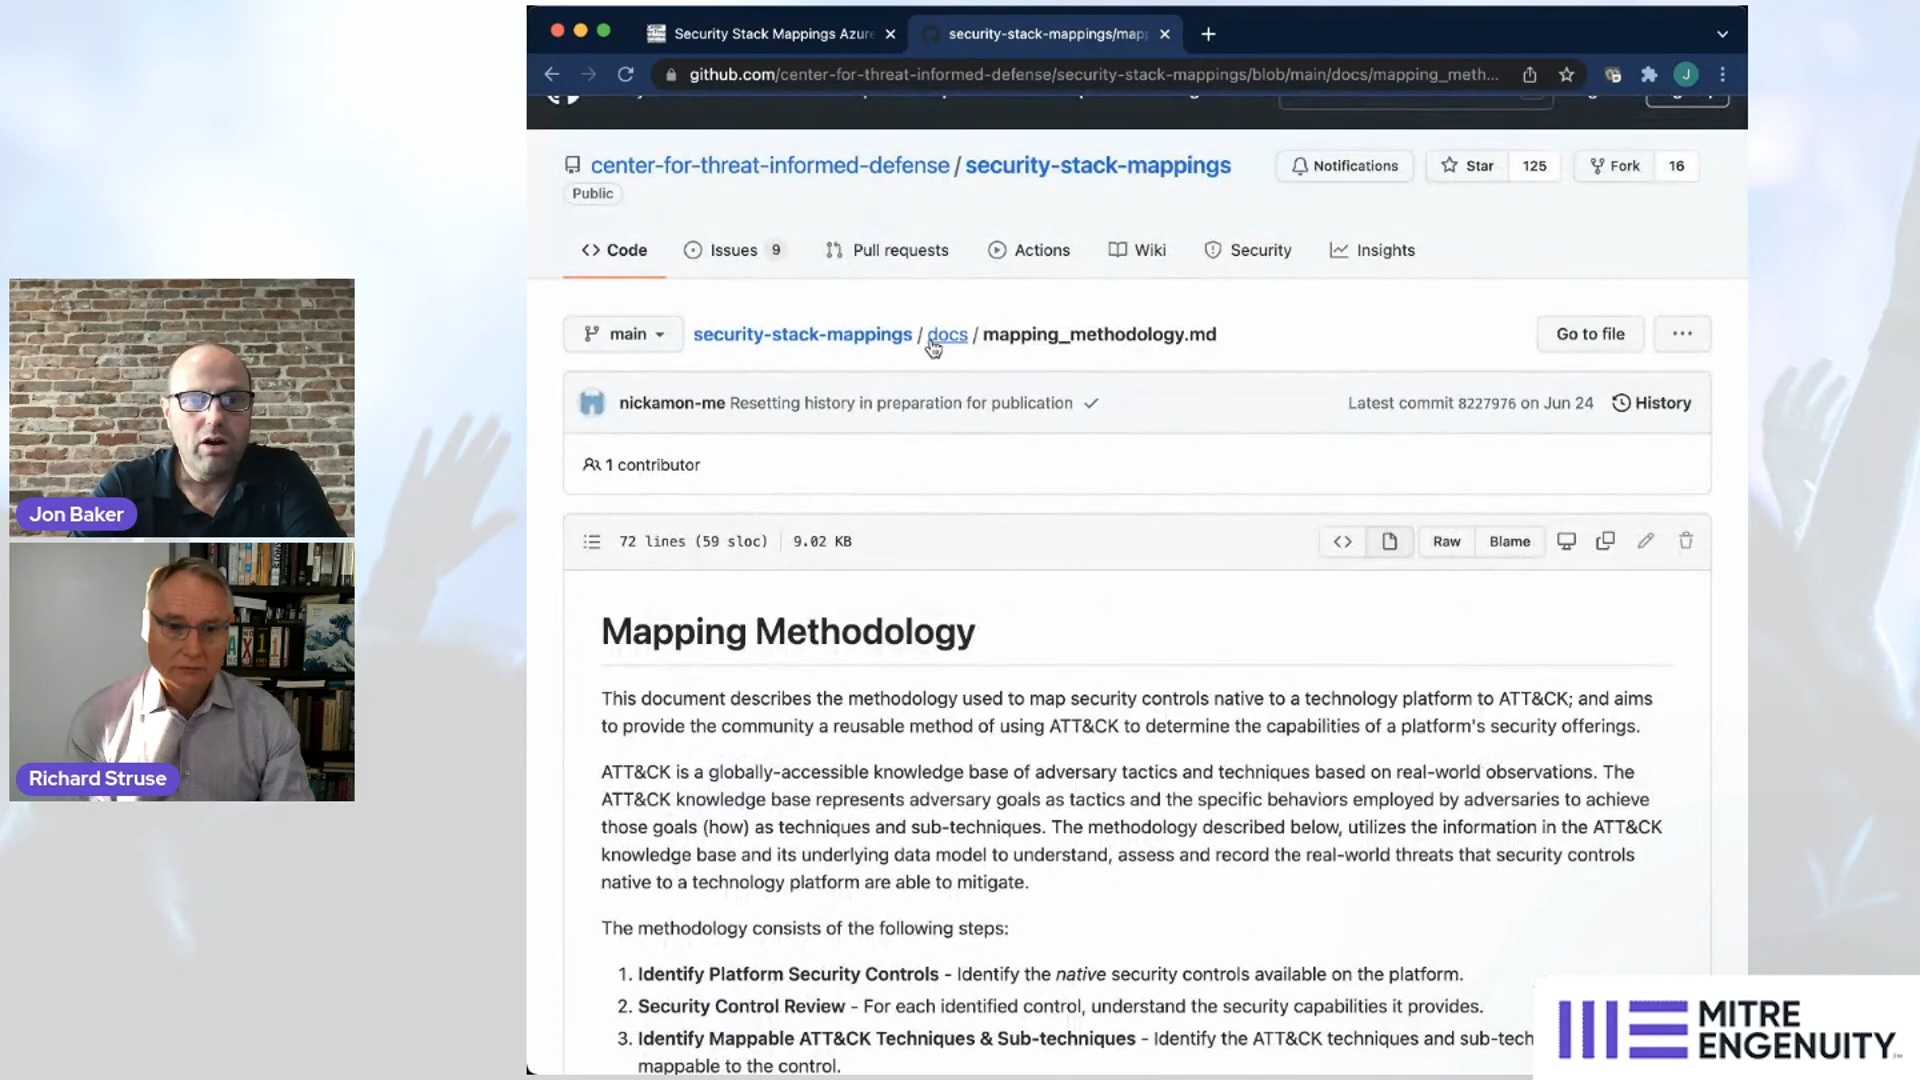 Security Stack Mappings Azure
security-stack-mappings/map
github.com/center-for-threat-informed-defense/security-stack-mappings/blob/main/docs/mapping_meth...
J
center-for-threat-informed-defense / security-stack-mappings
Notifications
Star 125
Fork 16
Public
Code
Issues 9
Pull requests
Actions
Wiki
Security
Insights
main
security-stack-mappings / docs / mapping_methodology.md
Go to file
...
nickamon-me Resetting history in preparation for publication
Latest commit 8227976 on Jun 24
History
1 contributor
72 lines (59 sloc) 9.02 KB
<>
Raw
Blame
Mapping Methodology
This document describes the methodology used to map security controls native to a technology platform to ATT&CK; and aims
to provide the community a reusable method of using ATT&CK to determine the capabilities of a platform's security offerings.
ATT&CK is a globally-accessible knowledge base of adversary tactics and techniques based on real-world observations. The
ATT&CK knowledge base represents adversary goals as tactics and the specific behaviors employed by adversaries to achieve
those goals (how) as techniques and sub-techniques. The methodology described below, utilizes the information in the ATT&CK
knowledge base and its underlying data model to understand, assess and record the real-world threats that security controls
native to a technology platform are able to mitigate.
The methodology consists of the following steps:
1. Identify Platform Security Controls - Identify the native security controls available on the platform.
2. Security Control Review - For each identified control, understand the security capabilities it provides.
3. Identify Mappable ATT&CK Techniques & Sub-techniques - Identify the ATT&CK techniques and sub-tech
mappable to the control.
Jon Baker
Richard Struse
MITRE
ENGENUITY